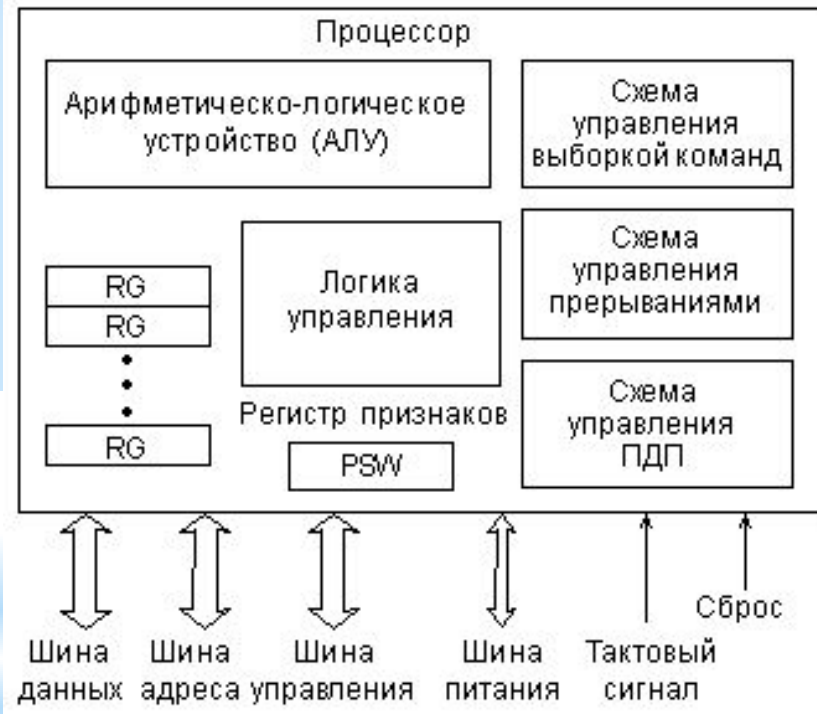 Процессор
Арифметическо-логическое
устройство (АЛУ)
Схема
управления
выборкой команд
RG
RG
RG
Логика
управления
Схема
управления
прерываниями
Регистр признаков
PSW
Схема
управления
ПДП
Шина
данных
Шина
адреса
Шина
управления
Шина
питания
Тактовый
сигнал
Сброс